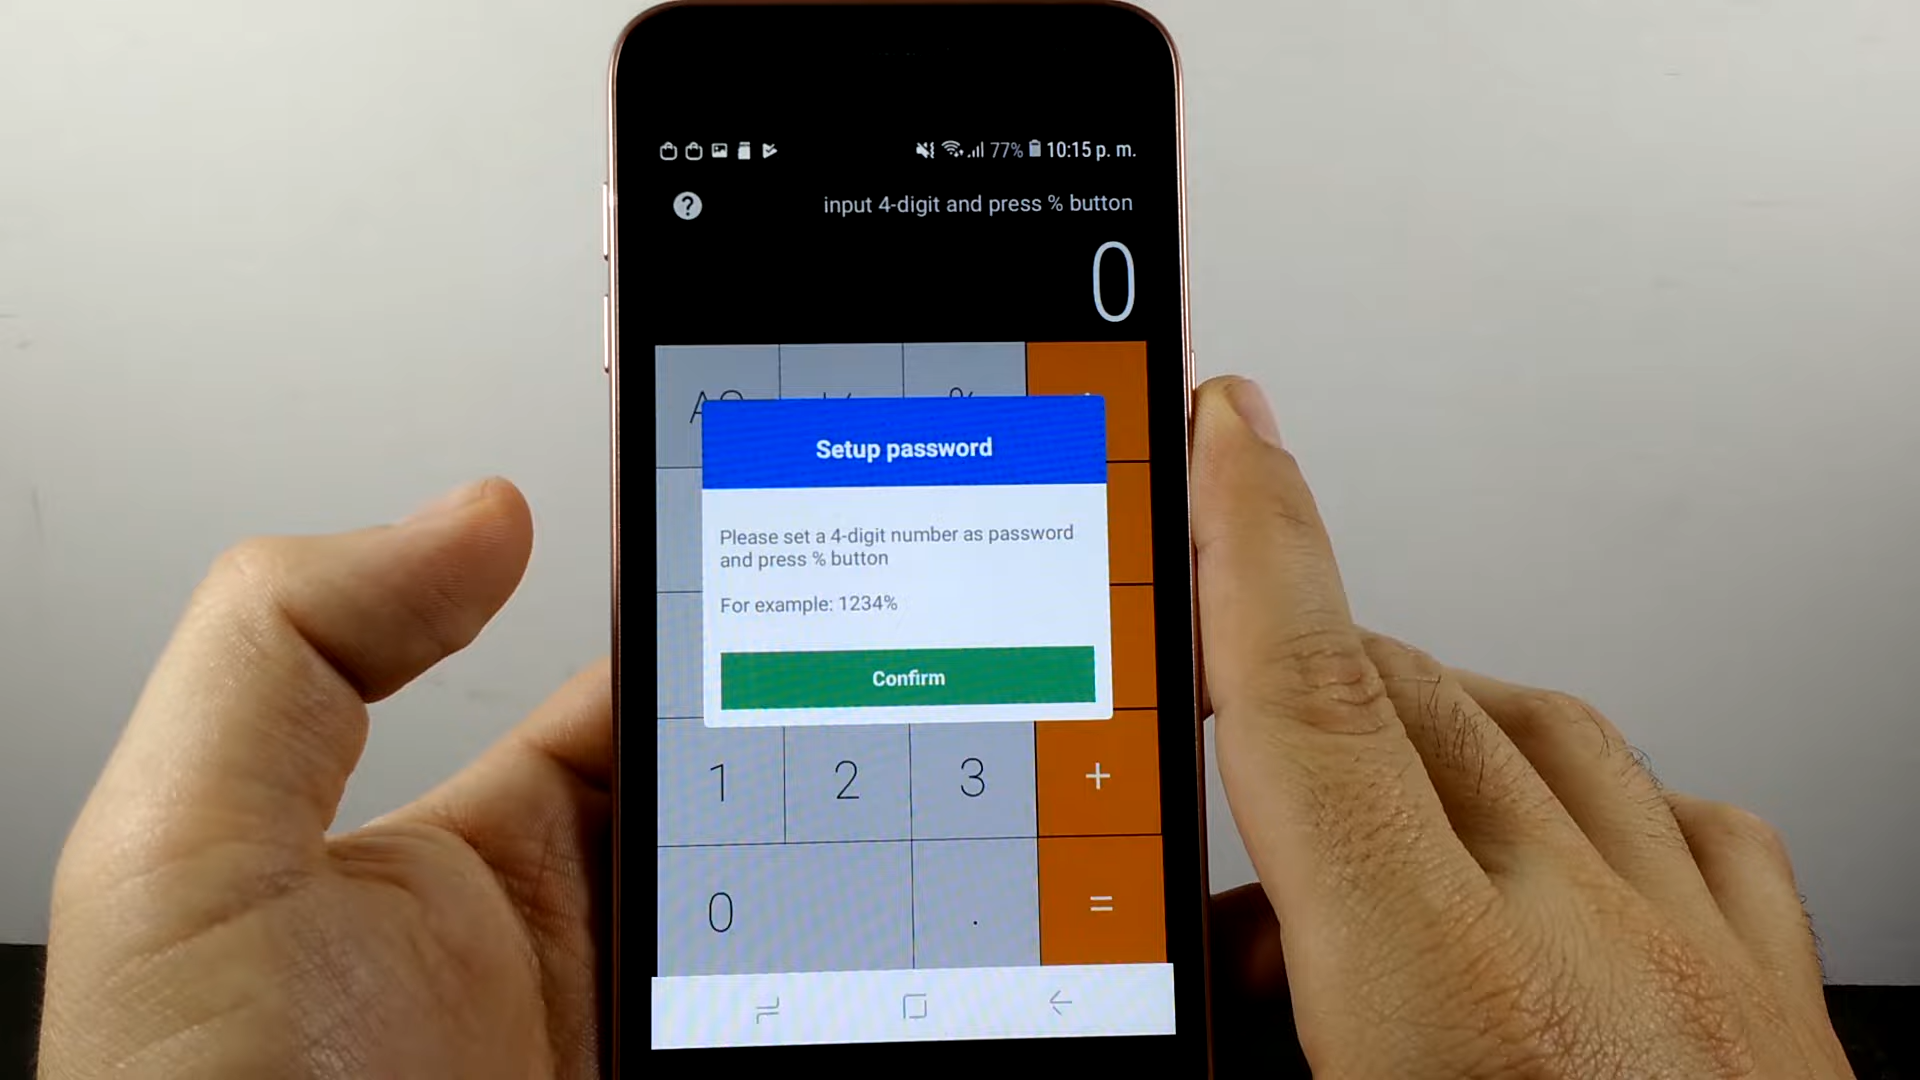 77% 10:15 p. m.
? input 4-digit and press % button
0
Setup password
Please set a 4-digit number as password
and press % button
For example: 1234%
Confirm
1 2 3 +
0 . =